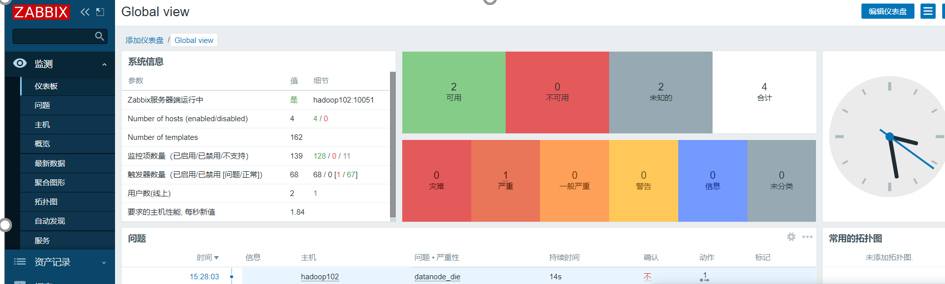 ZABBIX
Global view
编辑仪表盘
添加仪表盘 / Global view
监测
仪表板
问题
主机
概览
最新数据
聚合图形
拓扑图
自动发现
服务
资产记录
系统信息
参数 值 细节
Zabbix服务器端运行中 是 hadoop102:10051
Number of hosts (enabled/disabled) 4 4 / 0
Number of templates 162
监控项数量 (已启用/已禁用/不支持) 139 128 / 0 / 11
触发器数量 (已启用/已禁用 [问题/正常]) 68 68 / 0 [1 / 67]
用户数(线上) 2 1
要求的主机性能, 每秒新值 1.84
2 可用
0 不可用
2 未知的
4 合计
0 灾难
1 严重
0 一般严重
0 警告
0 信息
0 未分类
问题
时间 信息 主机 问题 • 严重性 持续时间 确认 动作 标记
15:28:03 hadoop102 datanode_die 14s 不 1
常用的拓扑图
未添加拓扑图.